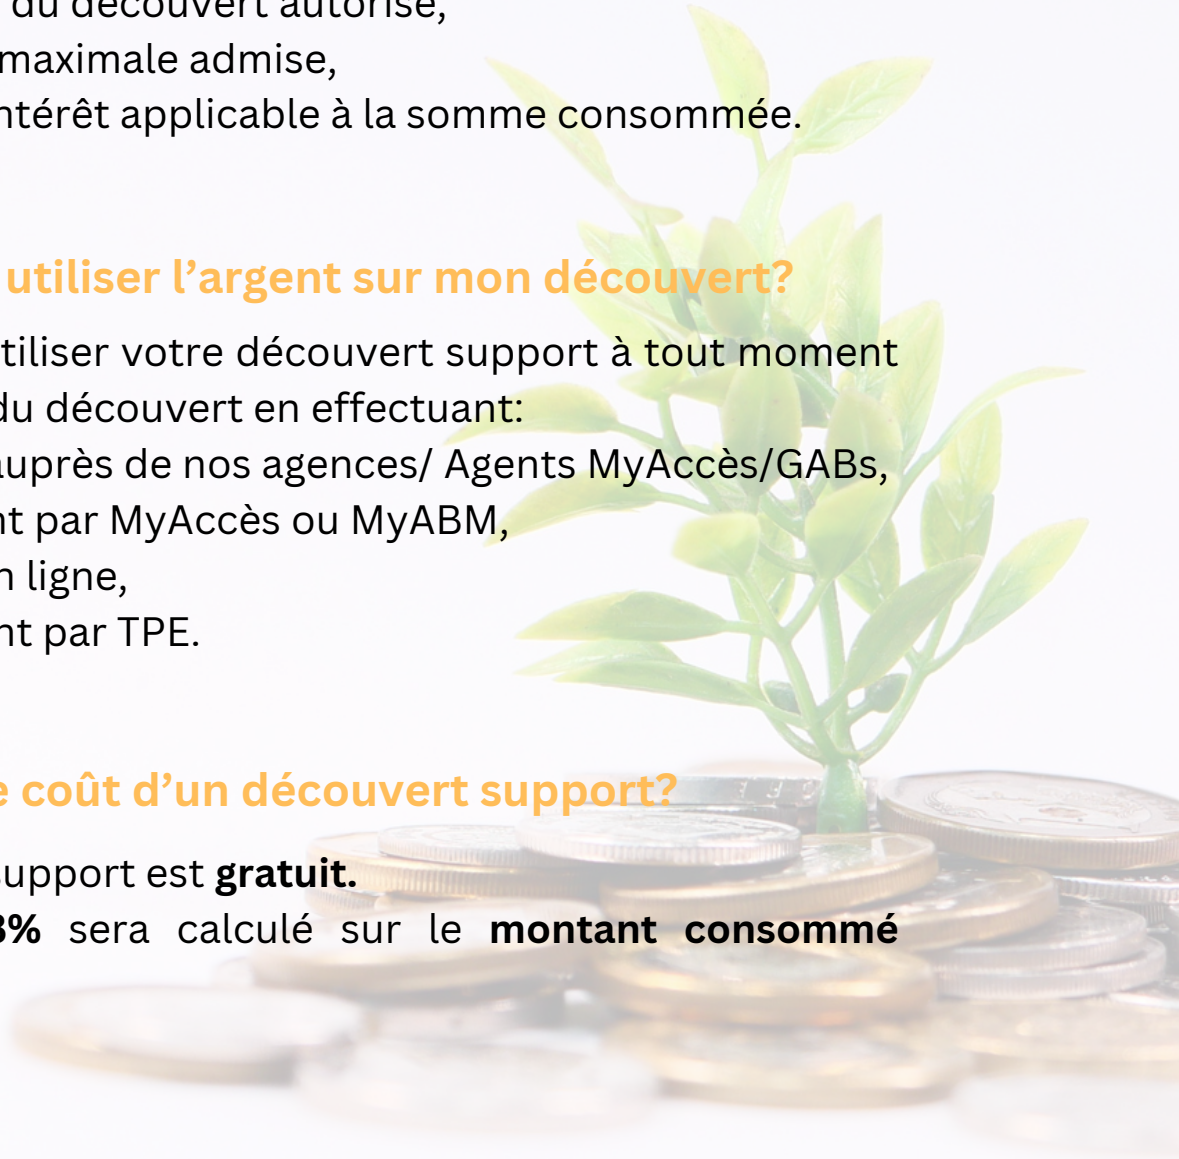 du découvert autorisé,
maximale admise,
ntérêt applicable à la somme consommée.
utiliser l’argent sur mon découvert?
tiliser votre découvert support à tout moment
du découvert en effectuant:
auprès de nos agences/ Agents MyAccès/GABs,
nt par MyAccès ou MyABM,
n ligne,
nt par TPE.
e coût d’un découvert support?
support est gratuit.
3% sera calculé sur le montant consommé